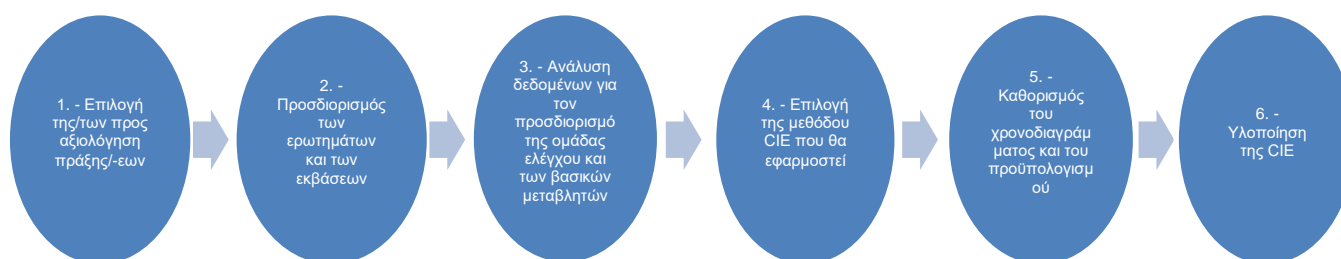 1. - Επιλογή
της/των προς
αξιολόγηση
πράξης/-εων
2. -
Προσδιορισμός
των
ερωτημάτων
και των
εκβάσεων
3. - Ανάλυση
δεδομένων για
τον
προσδιορισμό
της ομάδας
ελέγχου και
των βασικών
μεταβλητών
4. - Επιλογή
της μεθόδου
CIE που θα
εφαρμοστεί
5. -
Καθορισμός
του
χρονοδιαγράμ
ματος και του
προϋπολογισμ
ού
6. -
Υλοποίηση
της CIE